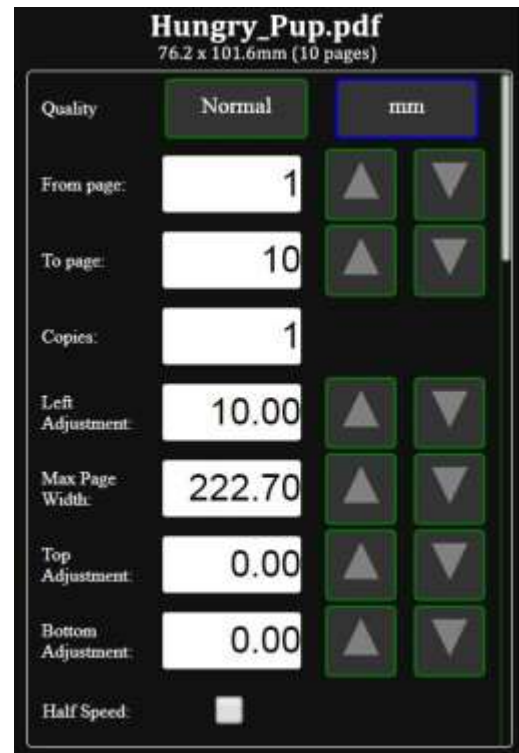 Hungry_Pup.pdf
76.2 x 101.6mm (10 pages)
Quality Normal mm
From page: 1
To page: 10
Copies: 1
Left
Adjustment: 10.00
Max Page
Width: 222.70
Top
Adjustment: 0.00
Bottom
Adjustment: 0.00
Half Speed: